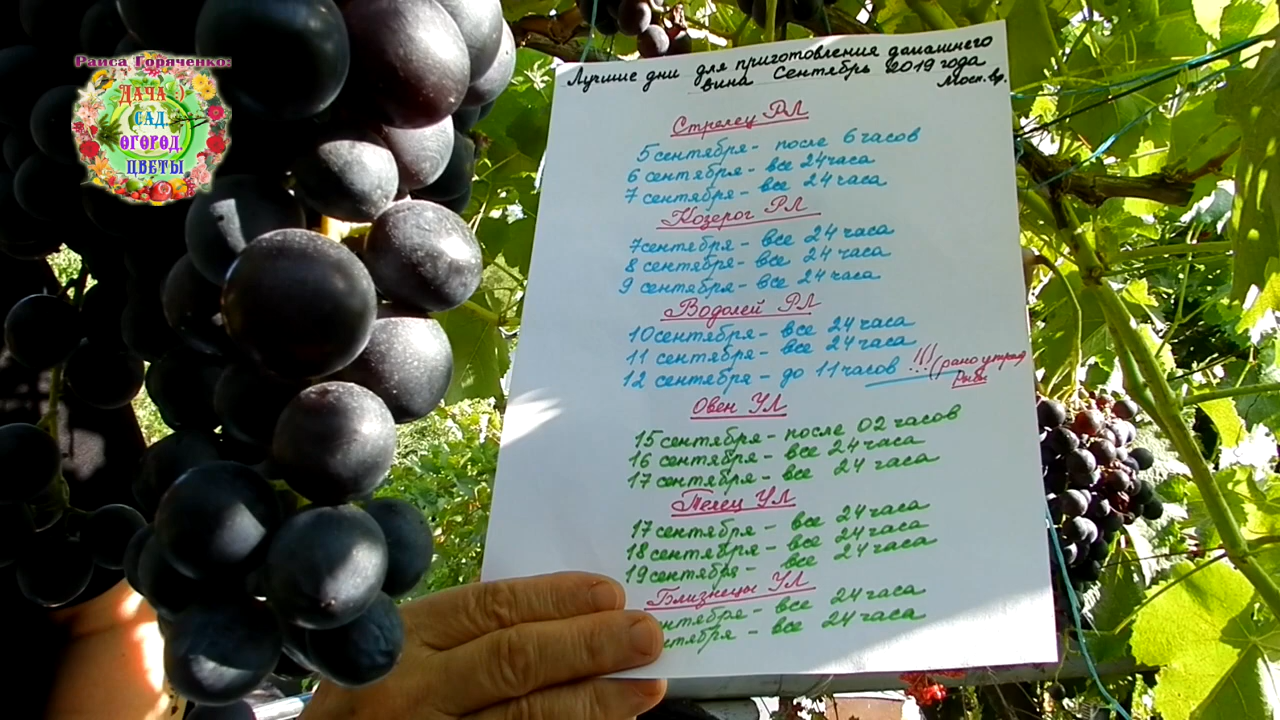 Раиса Горяченко:
Дача :)
сад,
огород,
цветы
Лучшие дни для приготовления домашнего
вина Сентябрь 2019 года
Моск.вр.
Стрелец РЛ
5 сентября - после 6 часов
6 сентября - все 24 часа
7 сентября - все 24 часа
Козерог РЛ
7 сентября - все 24 часа
8 сентября - все 24 часа
9 сентября - все 24 часа
Водолей РЛ
10 сентября - все 24 часа
11 сентября - все 24 часа
12 сентября - до 11 часов !!! (рано утром
Рыбы
Овен УЛ
15 сентября - после 02 часов
16 сентября - все 24 часа
17 сентября - все 24 часа
Телец УЛ
17 сентября - все 24 часа
18 сентября - все 24 часа
19 сентября - все 24 часа
Близнецы УЛ
ентября - все 24 часа
нтября - все 24 часа